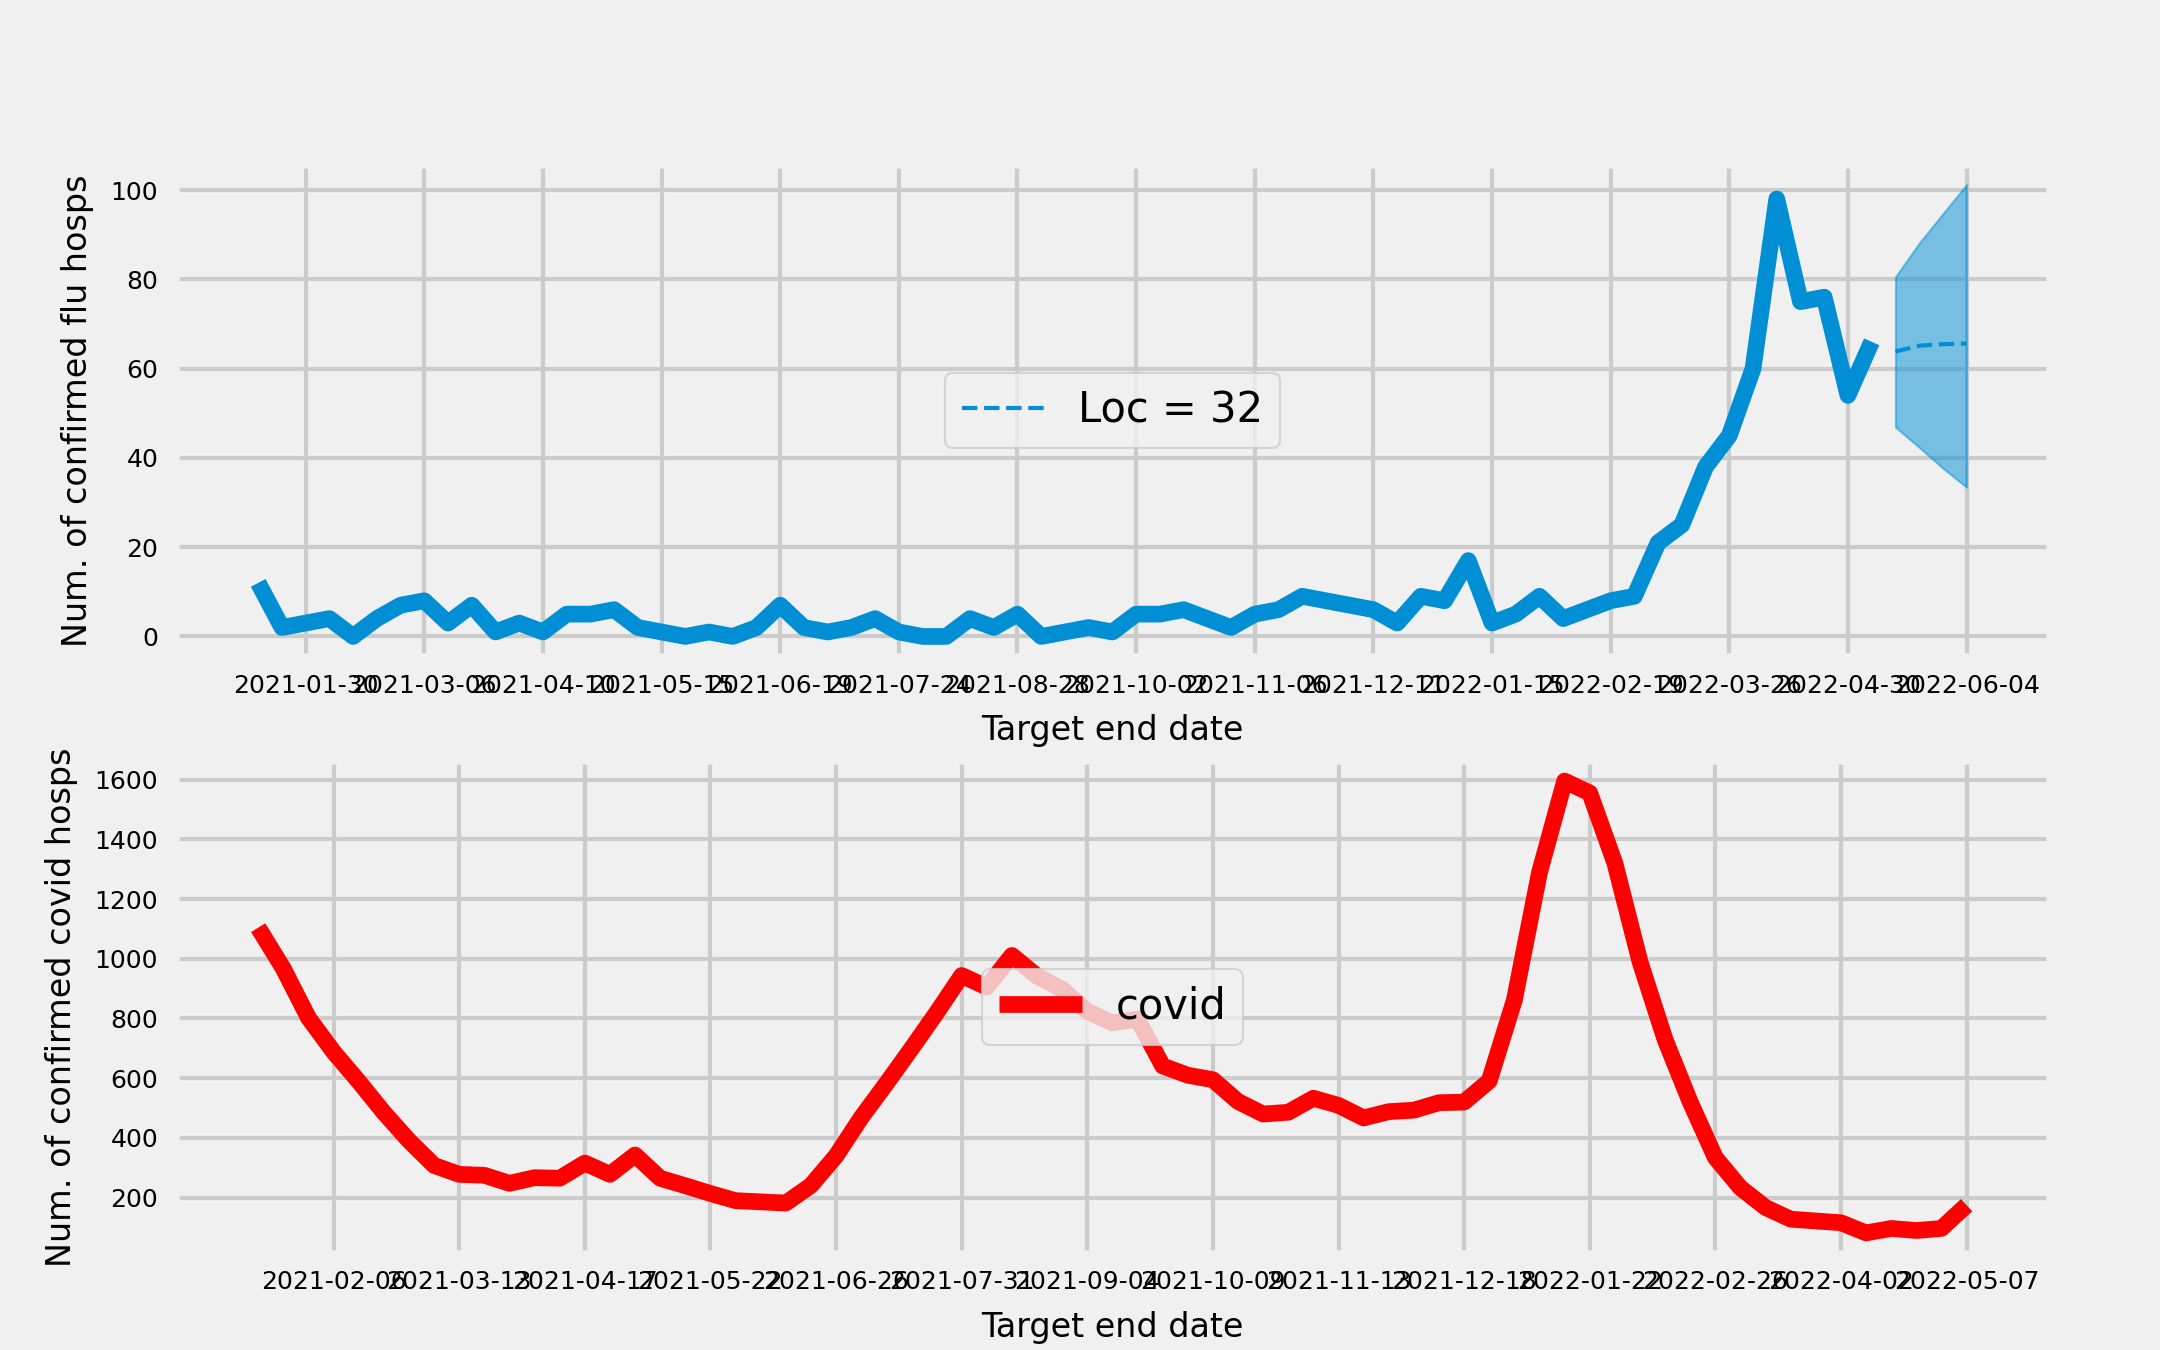 Num. of confirmed flu hosps
100
80
60
40
20
0
Loc = 32
2021-01-30 2021-03-06 2021-04-10 2021-05-15 2021-06-19 2021-07-24 2021-08-28 2021-10-02 2021-11-06 2021-12-11 2022-01-15 2022-02-19 2022-03-26 2022-04-30 2022-06-04
Target end date
Num. of confirmed covid hosps
1600
1400
1200
1000
800
600
400
200
covid
2021-02-06 2021-03-13 2021-04-17 2021-05-22 2021-06-26 2021-07-31 2021-09-04 2021-10-09 2021-11-13 2021-12-18 2022-01-22 2022-02-26 2022-04-02 2022-05-07
Target end date